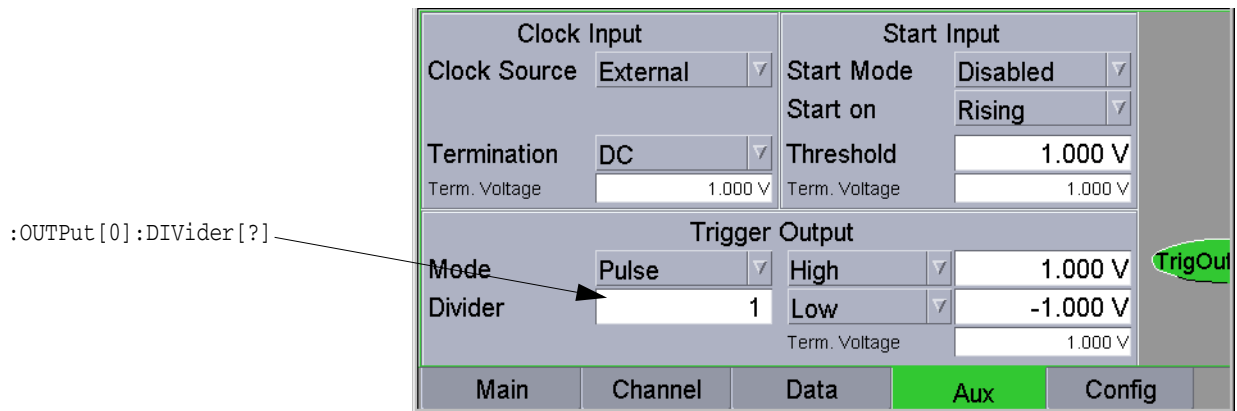 Clock Input Start Input
Clock Source External Start Mode Disabled
Start on Rising
Termination DC Threshold 1.000 V
Term. Voltage 1.000 V Term. Voltage 1.000 V
:OUTPut[0]:DIVider[?]
Trigger Output
Mode Pulse High 1.000 V TrigOut
Divider 1 Low -1.000 V
Term. Voltage 1.000 V
Main Channel Data Aux Config